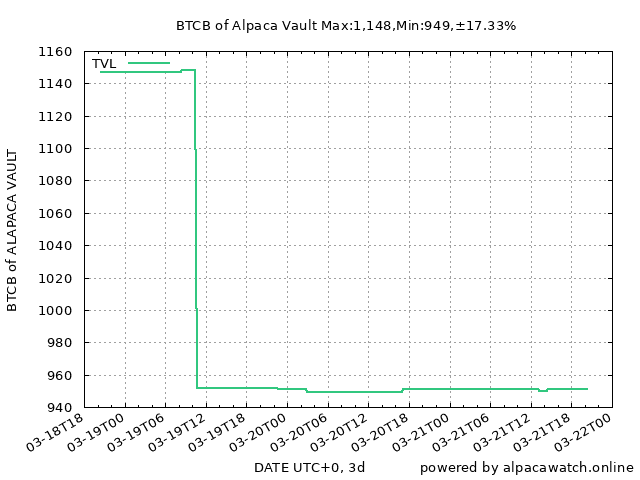 BTCB of Alpaca Vault Max:1,148,Min:949,±17.33%
TVL
1160
1140
1120
1100
1080
1060
1040
1020
1000
980
960
940
BTCB of ALAPACA VAULT
03-18T18
03-19T00
03-19T06
03-19T12
03-19T18
03-20T00
03-20T06
03-20T12
03-20T18
03-21T00
03-21T06
03-21T12
03-21T18
03-22T00
DATE UTC+0, 3d
powered by alpacawatch.online